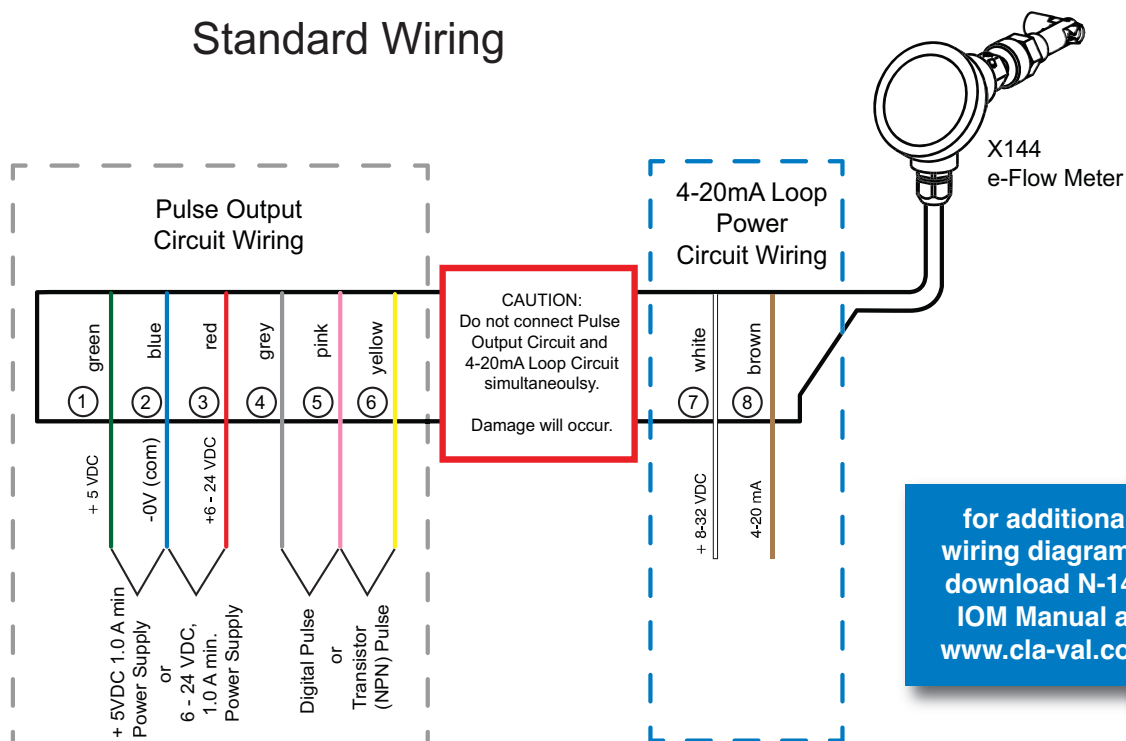 Standard Wiring
X144
e-Flow Meter
Pulse Output
Circuit Wiring
4-20mA Loop
Power
Circuit Wiring
CAUTION:
Do not connect Pulse
Output Circuit and
4-20mA Loop Circuit
simultaneoulsy.
Damage will occur.
green
blue
red
grey
pink
yellow
white
brown
1
2
3
4
5
6
7
8
+ 5 VDC
-0V (com)
+6 - 24 VDC
+ 8-32 VDC
4-20 mA
+ 5VDC 1.0 A min
Power Supply
or
6 - 24 VDC,
1.0 A min.
Power Supply
Digital Pulse
or
Transistor
(NPN) Pulse
for additiona
wiring diagram
download N-14
IOM Manual a
www.cla-val.co